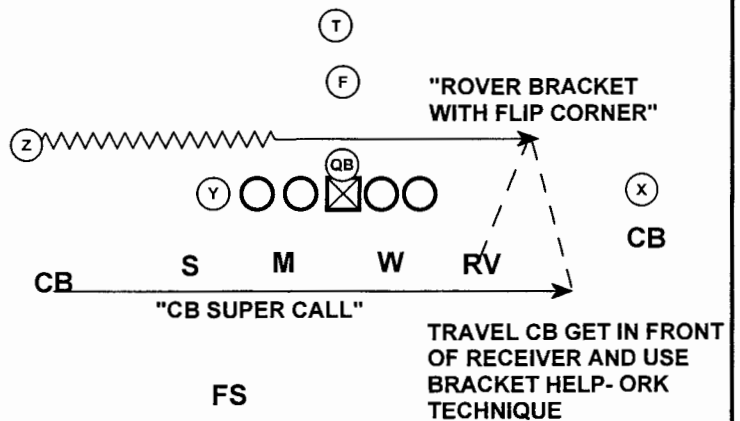 T
F
"ROVER BRACKET
WITH FLIP CORNER"
Z
QB
Y
X
CB
S
M
W
RV
CB
"CB SUPER CALL"
TRAVEL CB GET IN FRONT
OF RECEIVER AND USE
BRACKET HELP- ORK
TECHNIQUE
FS